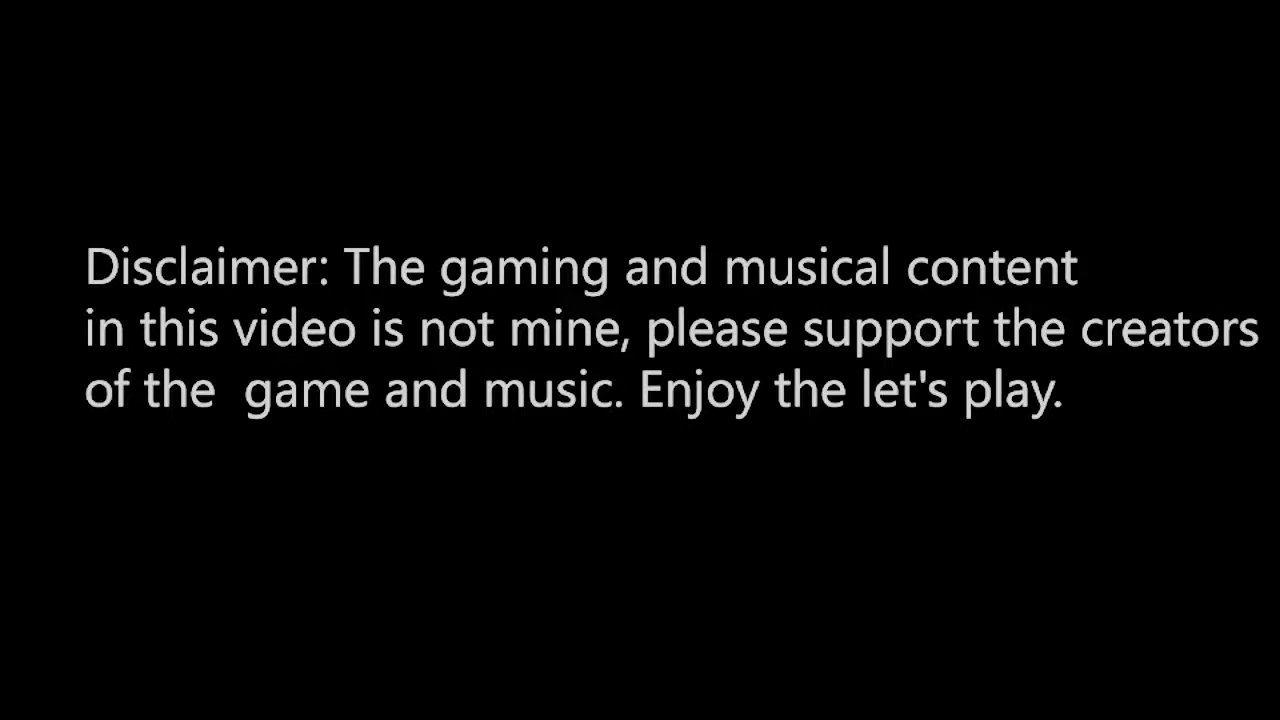 Disclaimer: The gaming and musical content
in this video is not mine, please support the creators
of the  game and music. Enjoy the let's play.